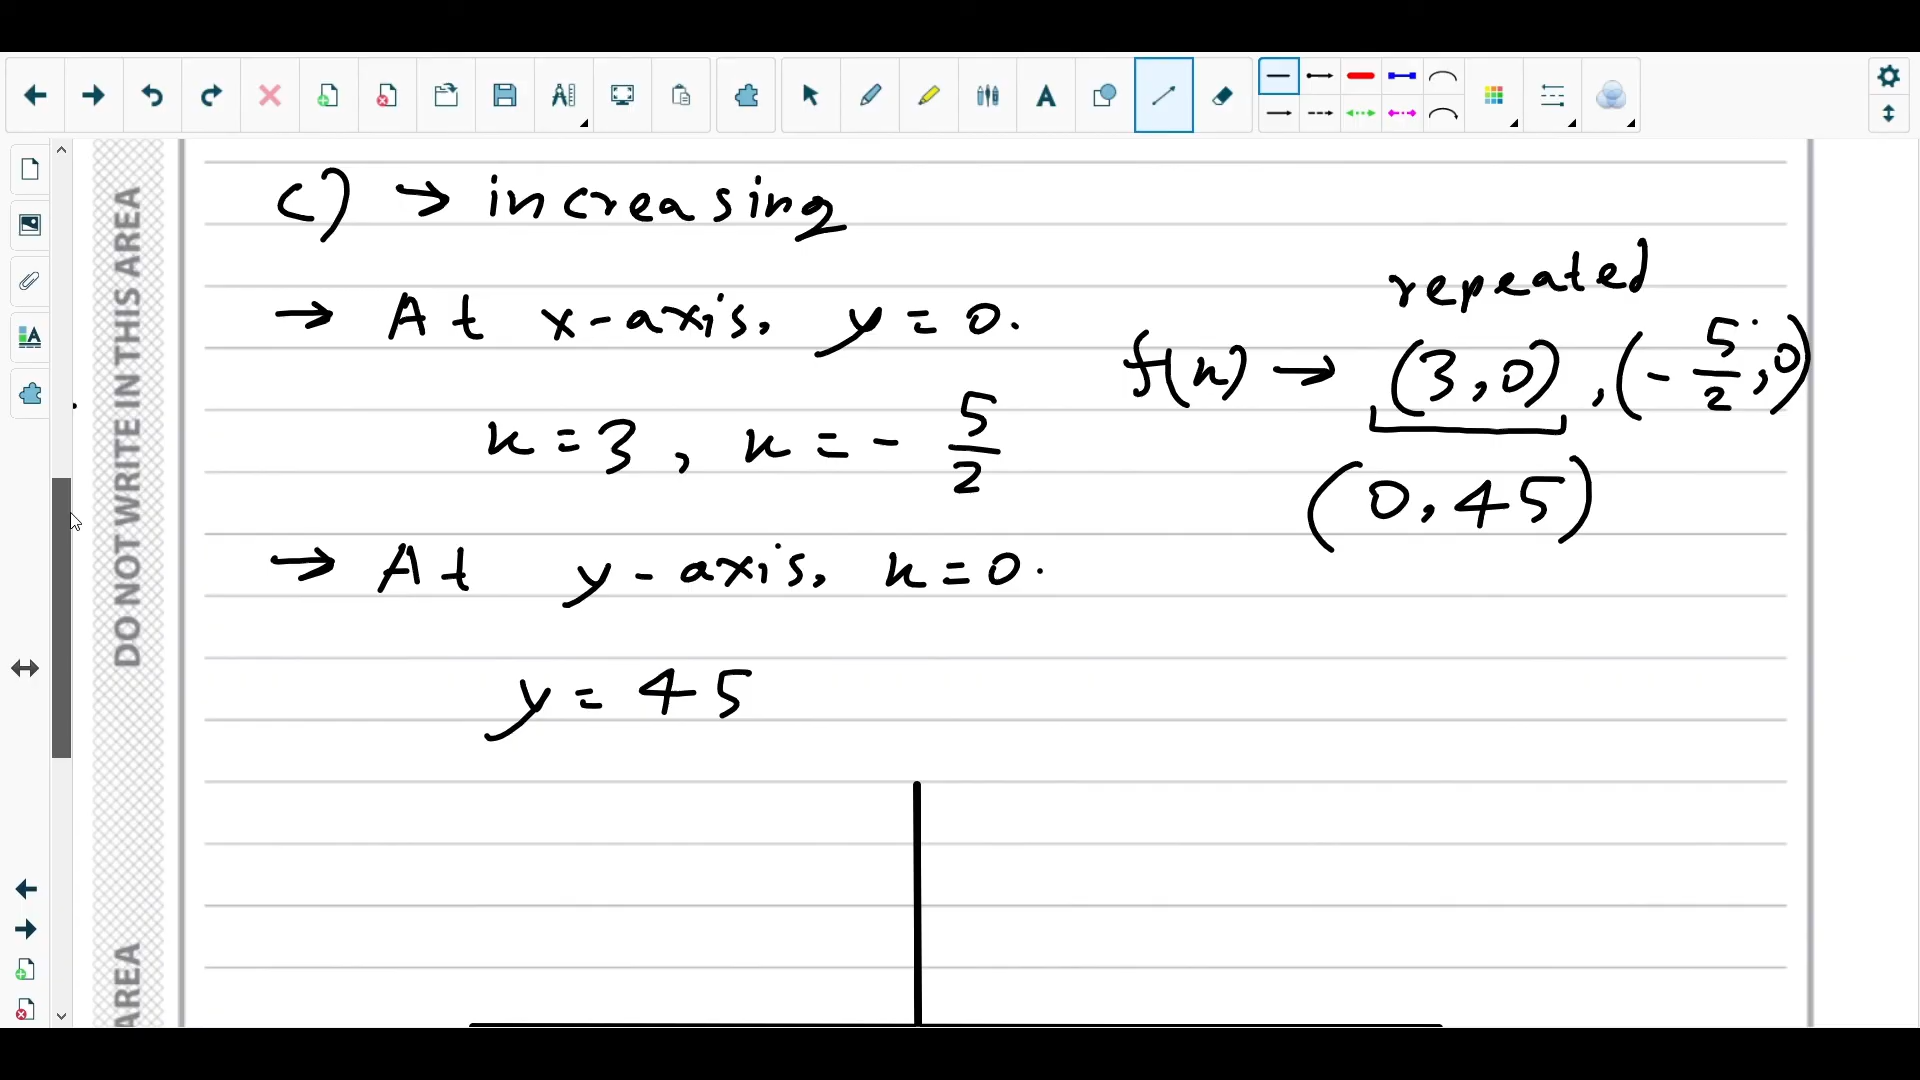 DO NOT WRITE IN THIS AREA
AREA
c) → increasing
→ At x-axis, y = 0.
x = 3 , x = - 5/2
→ At y-axis, x = 0.
y = 45
repeated
f(x) → (3,0) , (- 5/2 , 0)
(0, 45)